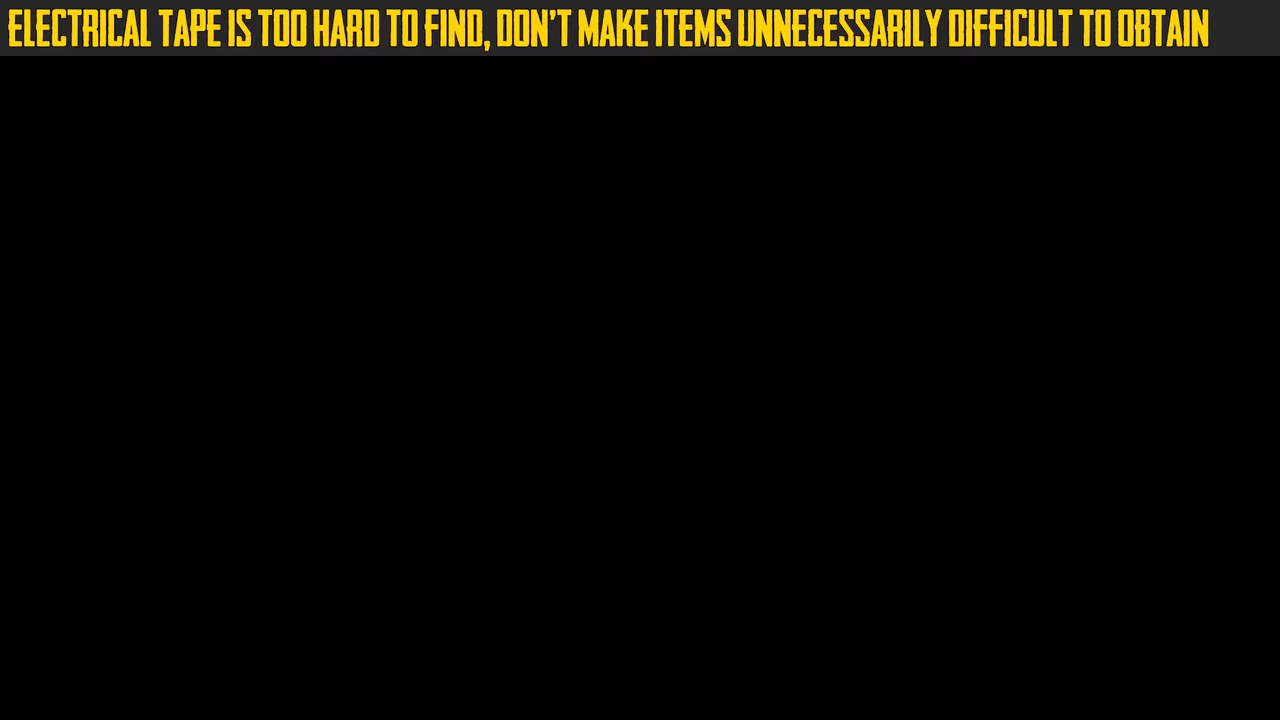 ELECTRICAL TAPE IS TOO HARD TO FIND, DON'T MAKE ITEMS UNNECESSARILY DIFFICULT TO OBTAIN